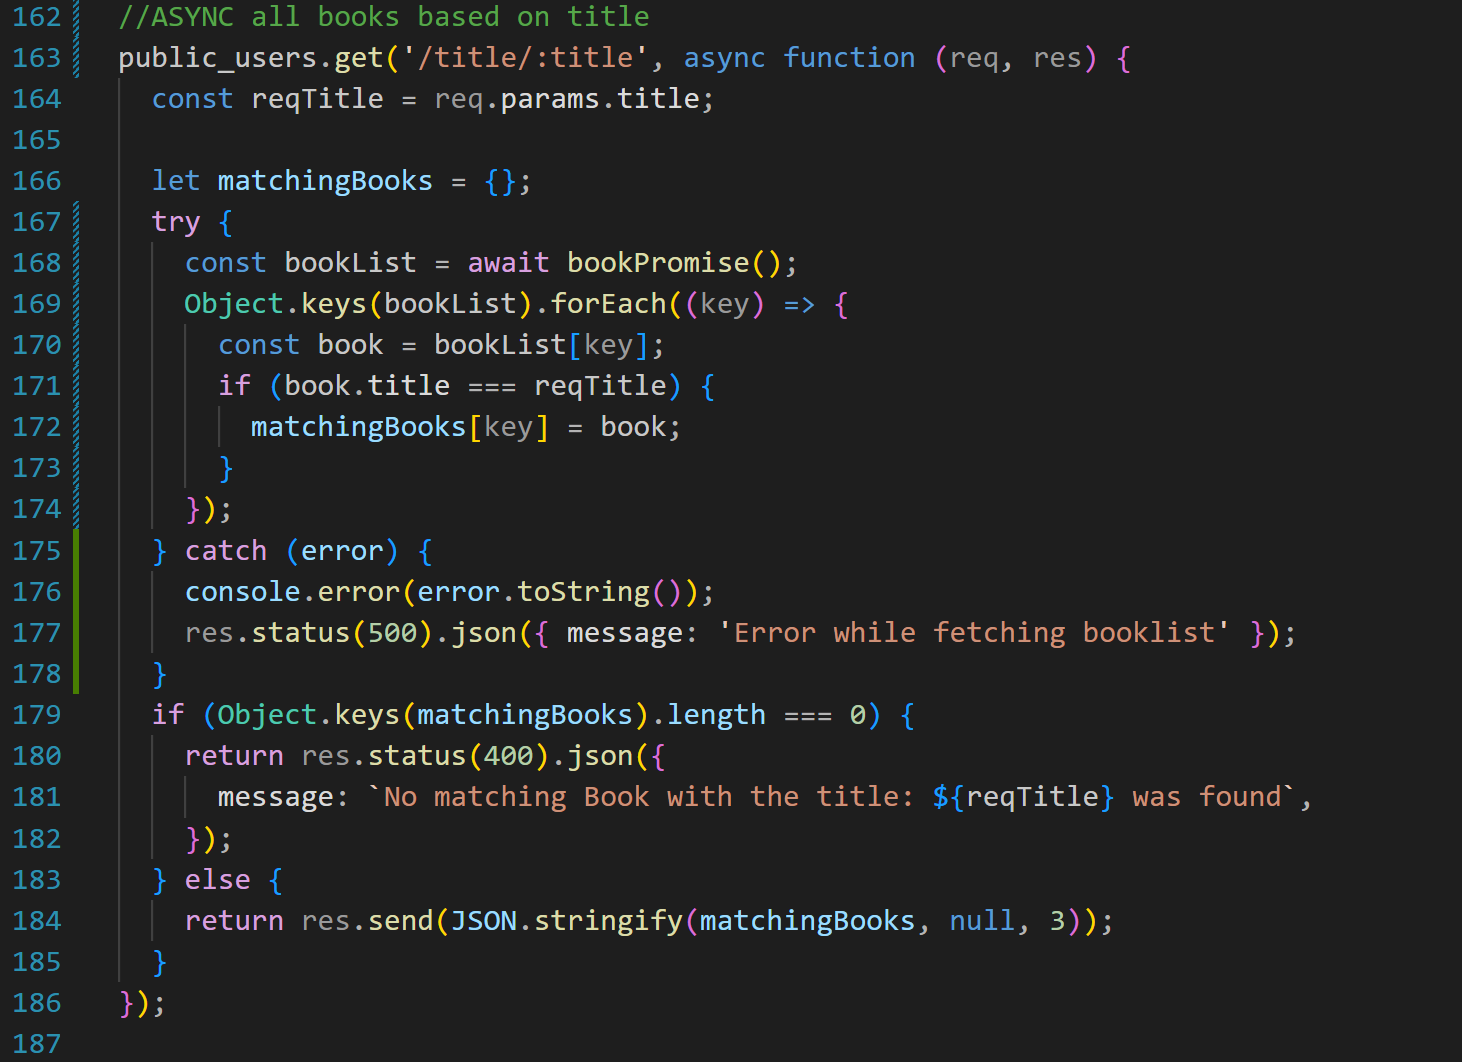 162 //ASYNC all books based on title
163 public_users.get('/title/:title', async function (req, res) {
164   const reqTitle = req.params.title;
165
166   let matchingBooks = {};
167   try {
168     const bookList = await bookPromise();
169     Object.keys(bookList).forEach((key) => {
170       const book = bookList[key];
171       if (book.title === reqTitle) {
172         matchingBooks[key] = book;
173       }
174     });
175   } catch (error) {
176     console.error(error.toString());
177     res.status(500).json({ message: 'Error while fetching booklist' });
178   }
179   if (Object.keys(matchingBooks).length === 0) {
180     return res.status(400).json({
181       message: `No matching Book with the title: ${reqTitle} was found`,
182     });
183   } else {
184     return res.send(JSON.stringify(matchingBooks, null, 3));
185   }
186 });
187